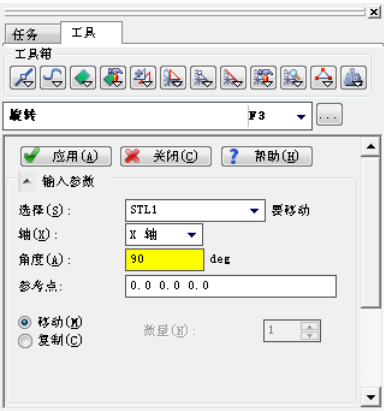 任务 工具
工具箱
旋转 F3 ...
应用(A) 关闭(C) ? 帮助(H)
输入参数
选择(S): STL1 要移动
轴(X): X 轴
角度(A): 90 deg
参考点: 0.0 0.0 0.0
移动(M) 数量(N): 1
复制(C)